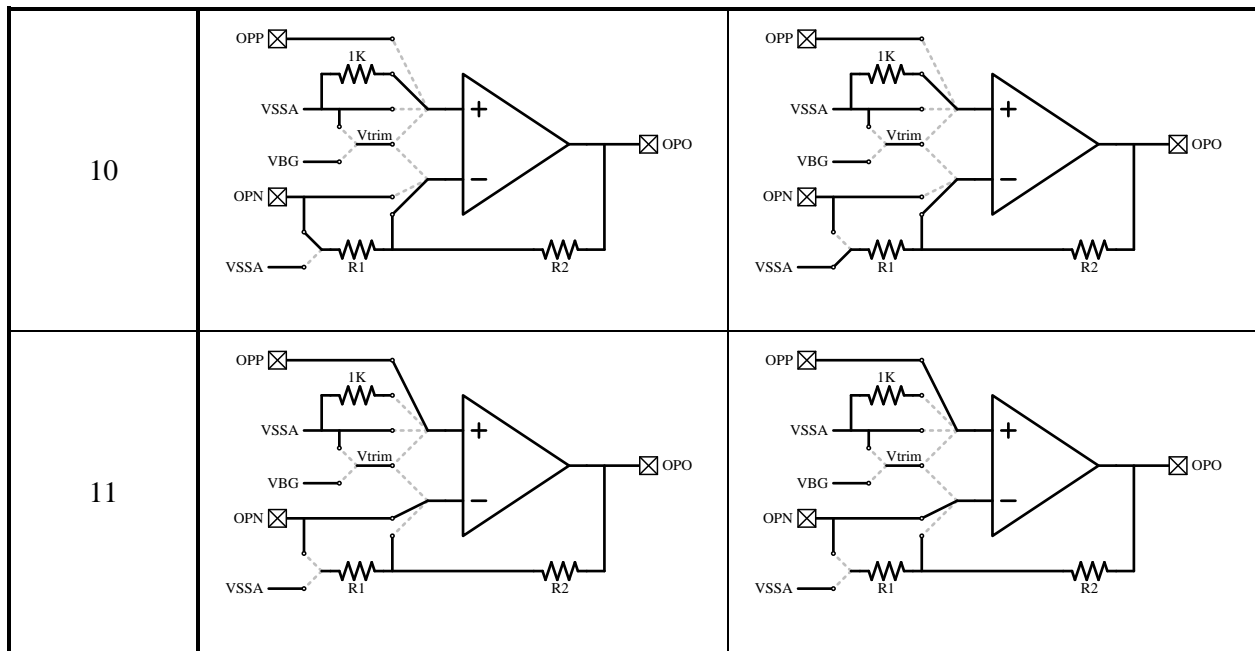 10
OPP
1K
VSSA
Vtrim
VBG
OPN
VSSA
R1
R2
OPO
OPP
1K
VSSA
Vtrim
VBG
OPN
VSSA
R1
R2
OPO
11
OPP
1K
VSSA
Vtrim
VBG
OPN
VSSA
R1
R2
OPO
OPP
1K
VSSA
Vtrim
VBG
OPN
VSSA
R1
R2
OPO